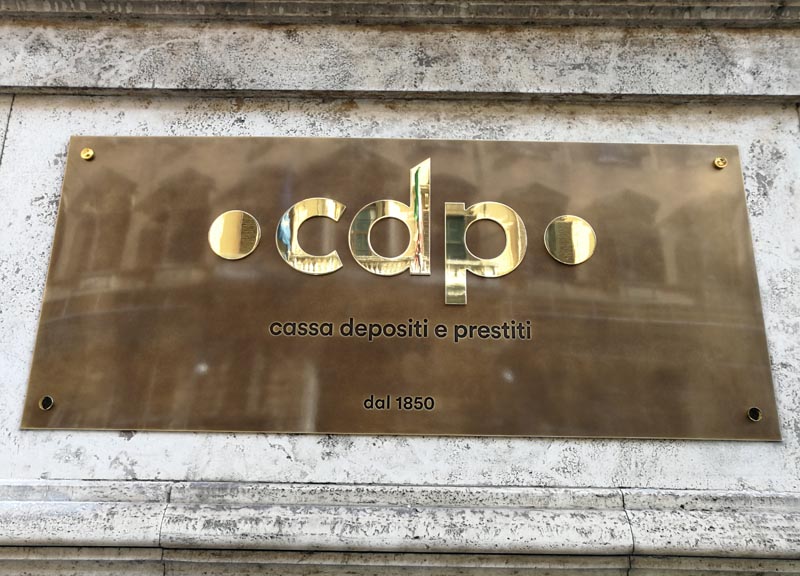 cdp
cassa depositi e prestiti
dal 1850